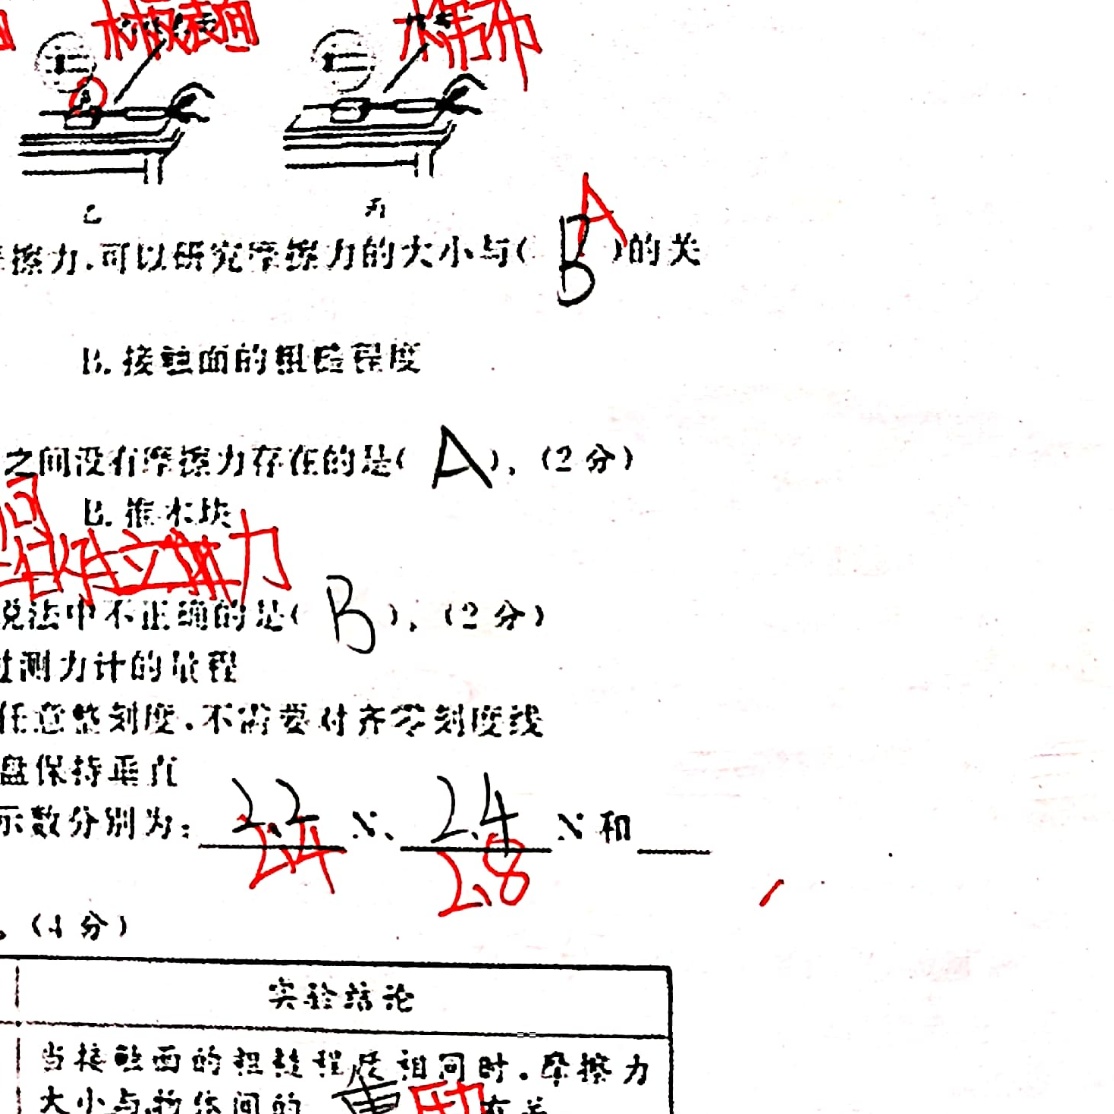 木板表面
棉布
乙
丙
擦力,可以研究摩擦力的大小与( B A )的关
B. 接触面的粗糙程度
之间没有摩擦力存在的是( A )。(2分)
间
B. 推木块
力
说法中不正确的是( B )。(2分)
过测力计的量程
任意整刻度,不需要对齐零刻度线
盘保持垂直
示数分别为: 2.2 N、 2.4 N和
2.4 2.8
。(4分)
实验结论
当接触面的粗糙程度相同时,摩擦力
大小与物体间的 压力有关